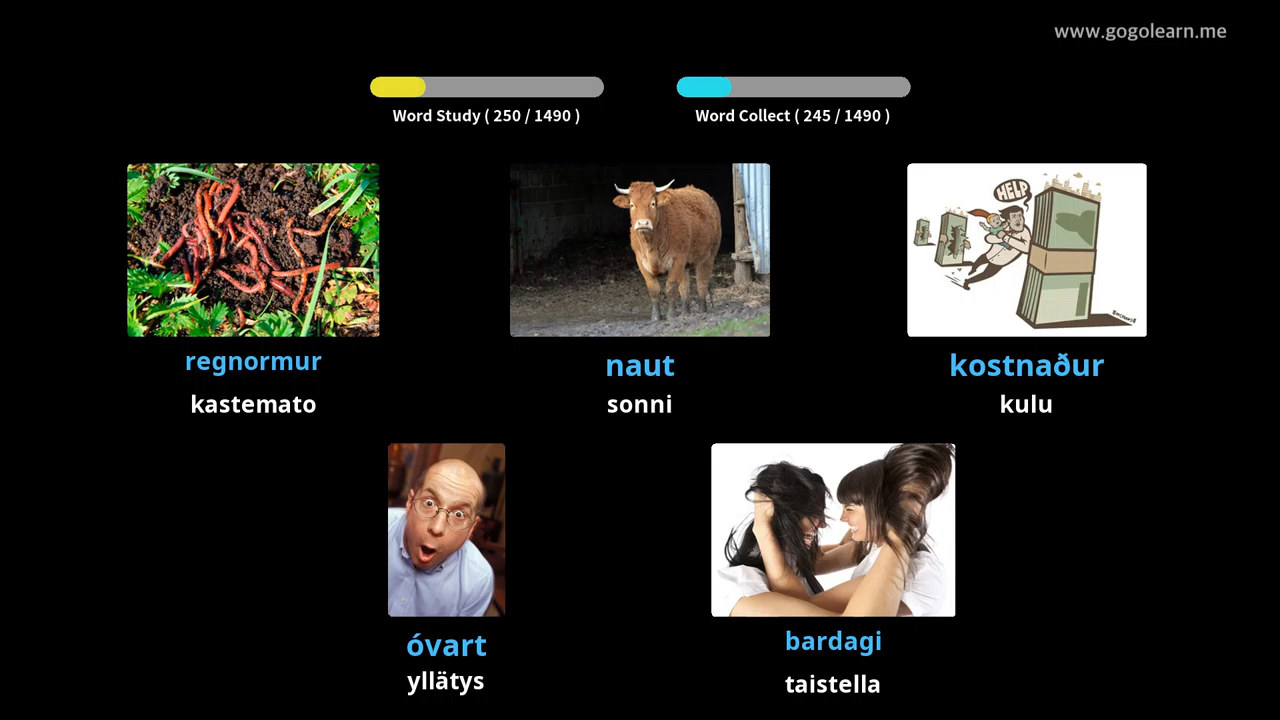 www.gogolearn.me
Word Study ( 250 / 1490 )
Word Collect ( 245 / 1490 )
HELP
regnormur
naut
kostnaður
kastemato
sonni
kulu
óvart
bardagi
yllätys
taistella